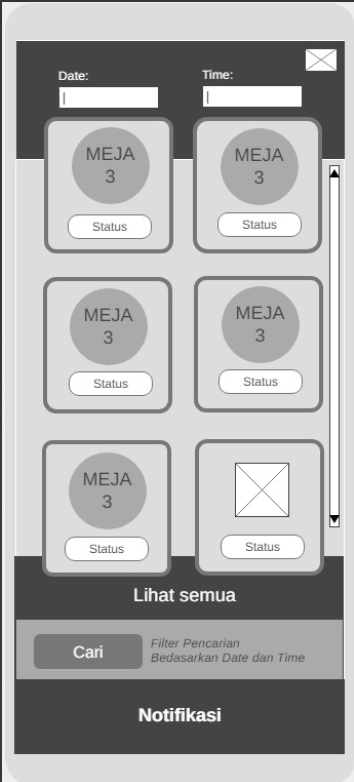 Date:
Time:
MEJA
3
Status
MEJA
3
Status
MEJA
3
Status
MEJA
3
Status
MEJA
3
Status
Status
Lihat semua
Cari
Filter Pencarian
Bedasarkan Date dan Time
Notifikasi